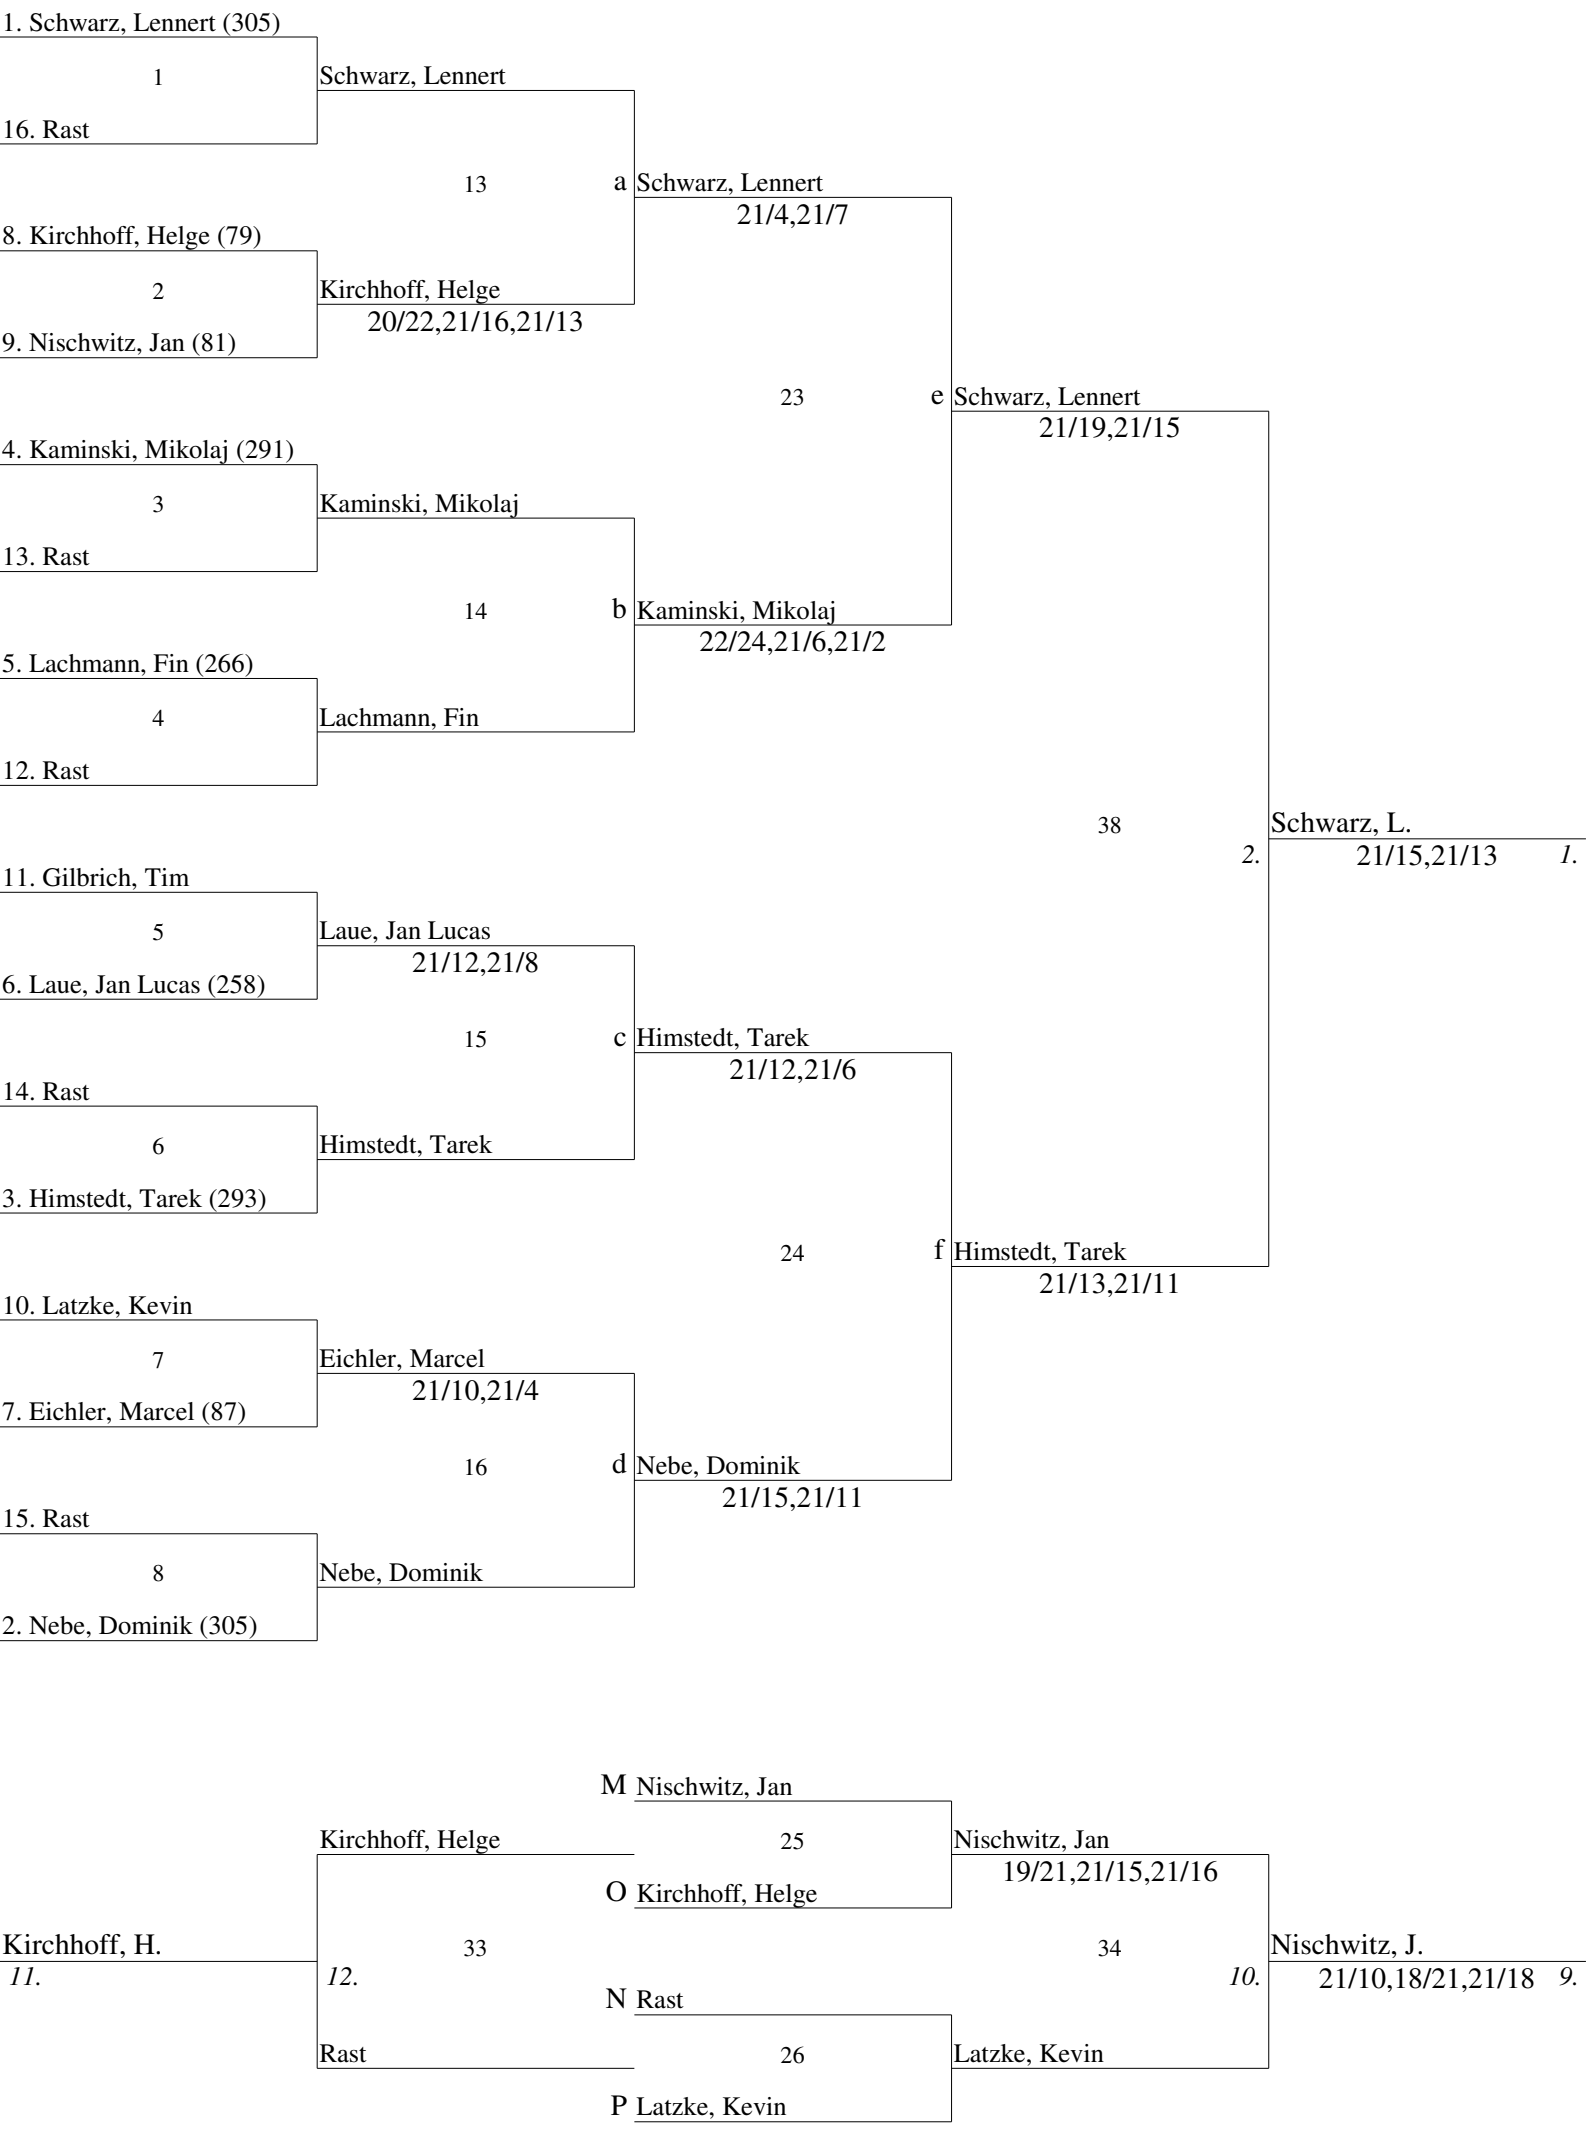 1. Schwarz, Lennert (305)
1
Schwarz, Lennert
16. Rast
13
a Schwarz, Lennert
21/4,21/7
8. Kirchhoff, Helge (79)
2
Kirchhoff, Helge
20/22,21/16,21/13
9. Nischwitz, Jan (81)
23
e Schwarz, Lennert
21/19,21/15
4. Kaminski, Mikolaj (291)
3
Kaminski, Mikolaj
13. Rast
14
b Kaminski, Mikolaj
22/24,21/6,21/2
5. Lachmann, Fin (266)
4
Lachmann, Fin
12. Rast
38
Schwarz, L.
2.
21/15,21/13
1.
11. Gilbrich, Tim
5
Laue, Jan Lucas
21/12,21/8
6. Laue, Jan Lucas (258)
15
c Himstedt, Tarek
21/12,21/6
14. Rast
6
Himstedt, Tarek
3. Himstedt, Tarek (293)
24
f Himstedt, Tarek
21/13,21/11
10. Latzke, Kevin
7
Eichler, Marcel
21/10,21/4
7. Eichler, Marcel (87)
16
d Nebe, Dominik
21/15,21/11
15. Rast
8
Nebe, Dominik
2. Nebe, Dominik (305)
M Nischwitz, Jan
Kirchhoff, Helge
25
Nischwitz, Jan
19/21,21/15,21/16
O Kirchhoff, Helge
Kirchhoff, H.
33
34
Nischwitz, J.
11.
12.
10.
21/10,18/21,21/18
9.
N Rast
Rast
26
Latzke, Kevin
P Latzke, Kevin